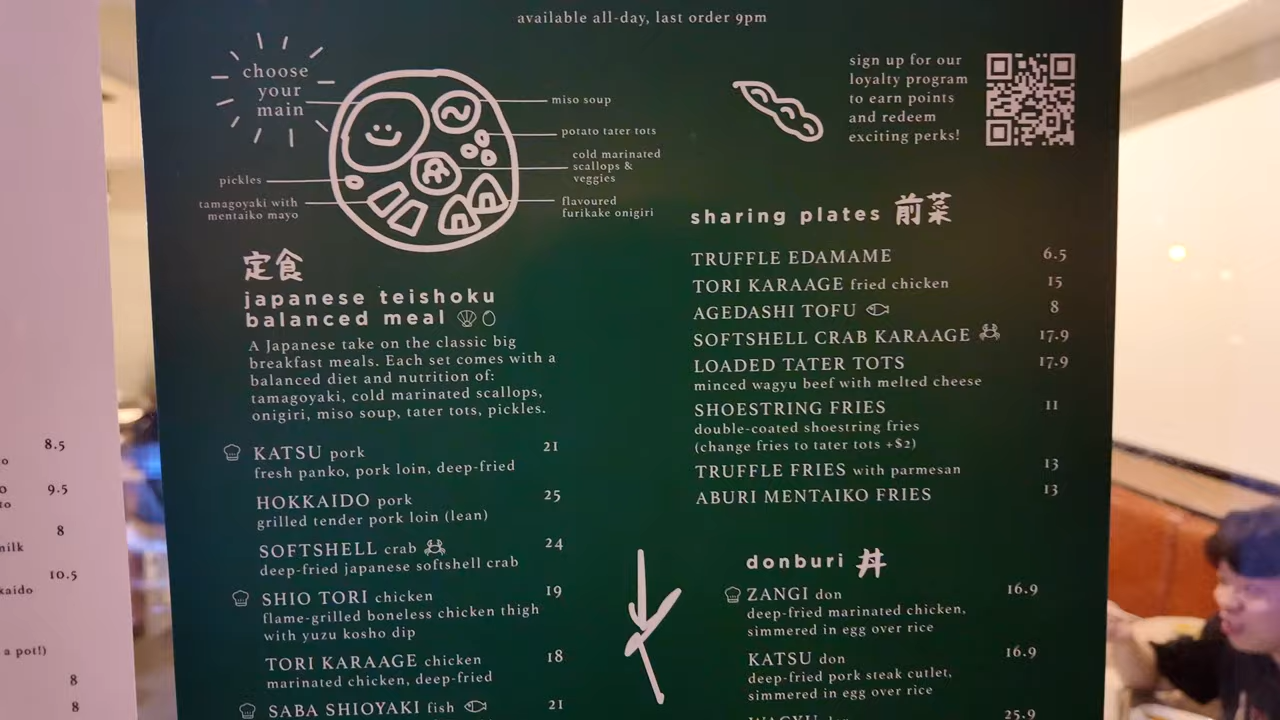 available all-day, last order 9pm
choose
your
main
miso soup
potato tater tots
cold marinated
scallops &
veggies
flavoured
furikake onigiri
pickles
tamagoyaki with
mentaiko mayo
定食
japanese teishoku
balanced meal
A Japanese take on the classic big
breakfast meals. Each set comes with a
balanced diet and nutrition of:
tamagoyaki, cold marinated scallops,
onigiri, miso soup, tater tots, pickles.
KATSU pork 21
fresh panko, pork loin, deep-fried
HOKKAIDO pork 25
grilled tender pork loin (lean)
SOFTSHELL crab 24
deep-fried japanese softshell crab
SHIO TORI chicken 19
flame-grilled boneless chicken thigh
with yuzu kosho dip
TORI KARAAGE chicken 18
marinated chicken, deep-fried
SABA SHIOYAKI fish 21
sign up for our
loyalty program
to earn points
and redeem
exciting perks!
sharing plates 前菜
TRUFFLE EDAMAME 6.5
TORI KARAAGE fried chicken 15
AGEDASHI TOFU 8
SOFTSHELL CRAB KARAAGE 17.9
LOADED TATER TOTS 17.9
minced wagyu beef with melted cheese
SHOESTRING FRIES 11
double-coated shoestring fries
(change fries to tater tots +$2)
TRUFFLE FRIES with parmesan 13
ABURI MENTAIKO FRIES 13
donburi 丼
ZANGI don 16.9
deep-fried marinated chicken,
simmered in egg over rice
KATSU don 16.9
deep-fried pork steak cutlet,
simmered in egg over rice
WAGYU don 25.9
8.5
9.5
8
10.5
a pot!)
8
8